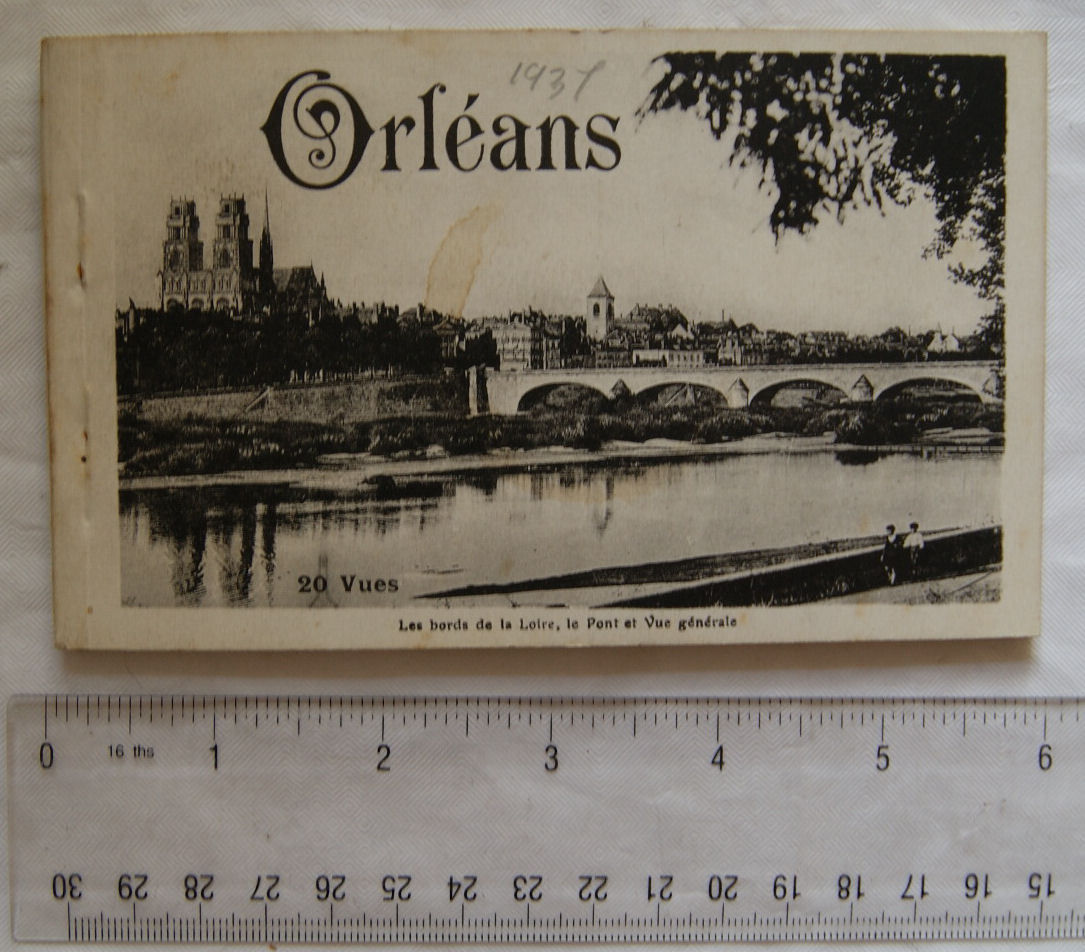 1937
Orléans
20 Vues
Les bords de la Loire, le Pont et Vue générale
0 16 ths 1 2 3 4 5 6
30 29 28 27 26 25 24 23 22 21 20 19 18 17 16 15